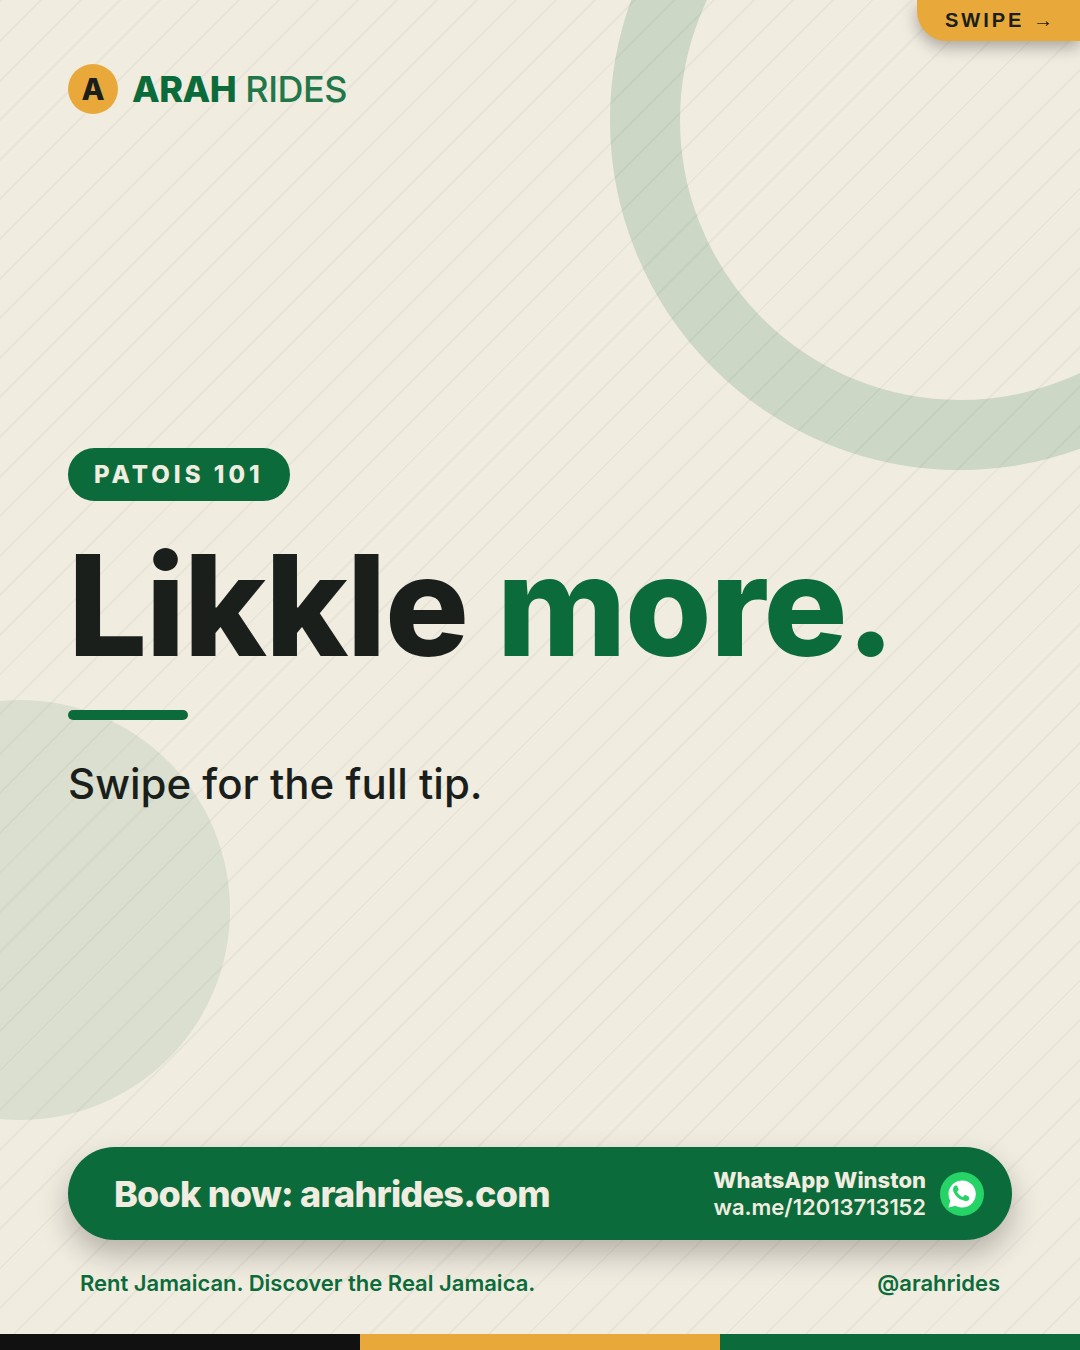 SWIPE →
A ARAH RIDES
PATOIS 101
Likkle more.
Swipe for the full tip.
Book now: arahrides.com
WhatsApp Winston
wa.me/12013713152
Rent Jamaican. Discover the Real Jamaica.
@arahrides